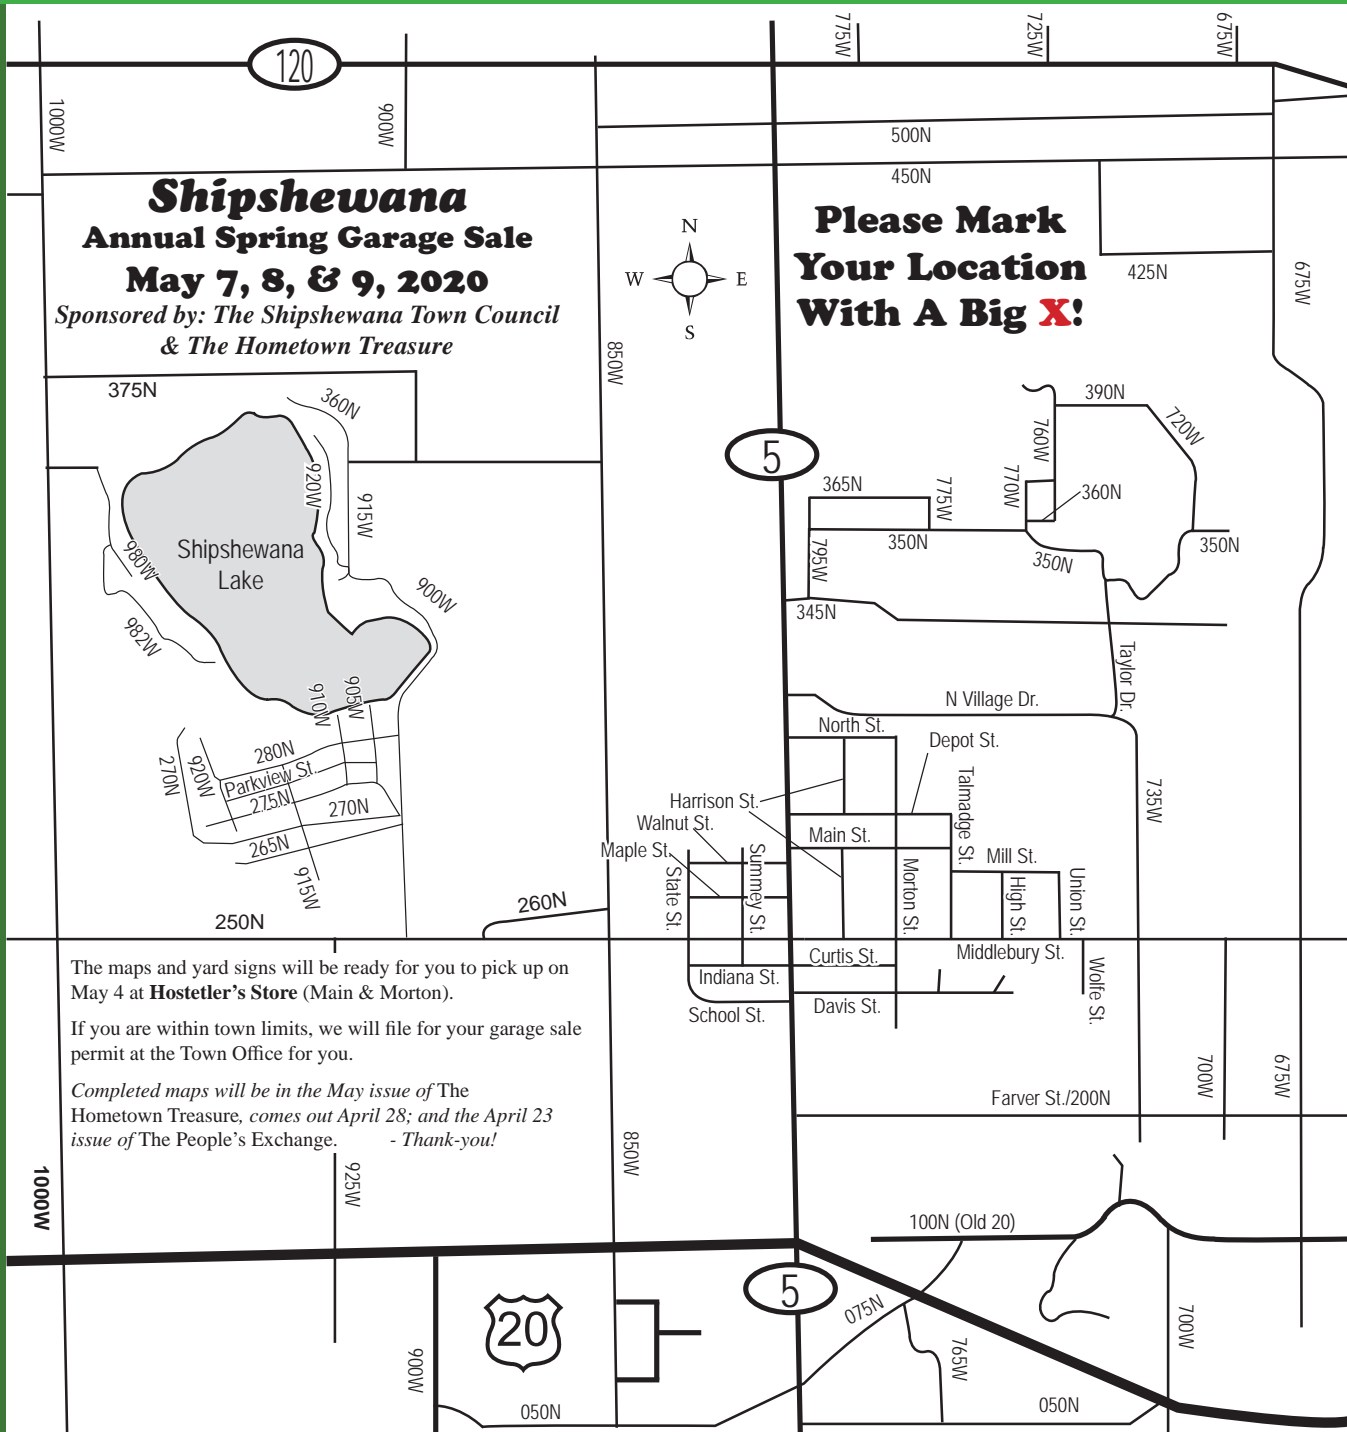 120
775W
725W
675W
1000W
900W
500N
450N
Shipshewana
Annual Spring Garage Sale
May 7, 8, & 9, 2020
Sponsored by: The Shipshewana Town Council
& The Hometown Treasure
N
W E
S
Please Mark
Your Location
With A Big X!
425N
675W
850W
375N
360N
920W
915W
Shipshewana
Lake
980W
982W
900W
910W
905W
5
390N
720W
760W
770W
360N
365N
775W
350N
350N
350N
795W
345N
Taylor Dr.
N Village Dr.
North St.
Depot St.
735W
280N
Parkview St.
270N
920W
275N
270N
265N
915W
Harrison St.
Walnut St.
Maple St.
Main St.
Talmadge St.
Mill St.
State St.
Summey St.
Morton St.
High St.
Union St.
260N
250N
Curtis St.
Middlebury St.
Indiana St.
Wolfe St.
School St.
Davis St.
The maps and yard signs will be ready for you to pick up on
May 4 at Hostetler's Store (Main & Morton).
If you are within town limits, we will file for your garage sale
permit at the Town Office for you.
Completed maps will be in the May issue of The
Hometown Treasure, comes out April 28; and the April 23
issue of The People's Exchange. - Thank-you!
700W
675W
Farver St./200N
850W
1000W
925W
100N (Old 20)
5
20
075N
765W
700W
900W
050N
050N